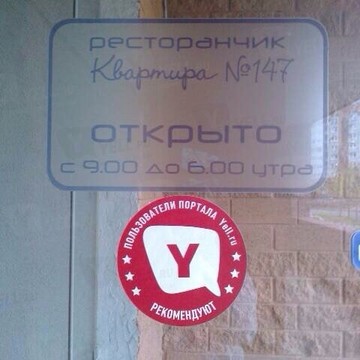 ресторанчик
Квартира №147
ОТКРЫТО
с 9.00 до 6.00 утра
ПОЛЬЗОВАТЕЛИ ПОРТАЛА Yell.ru
Y
РЕКОМЕНДУЮТ